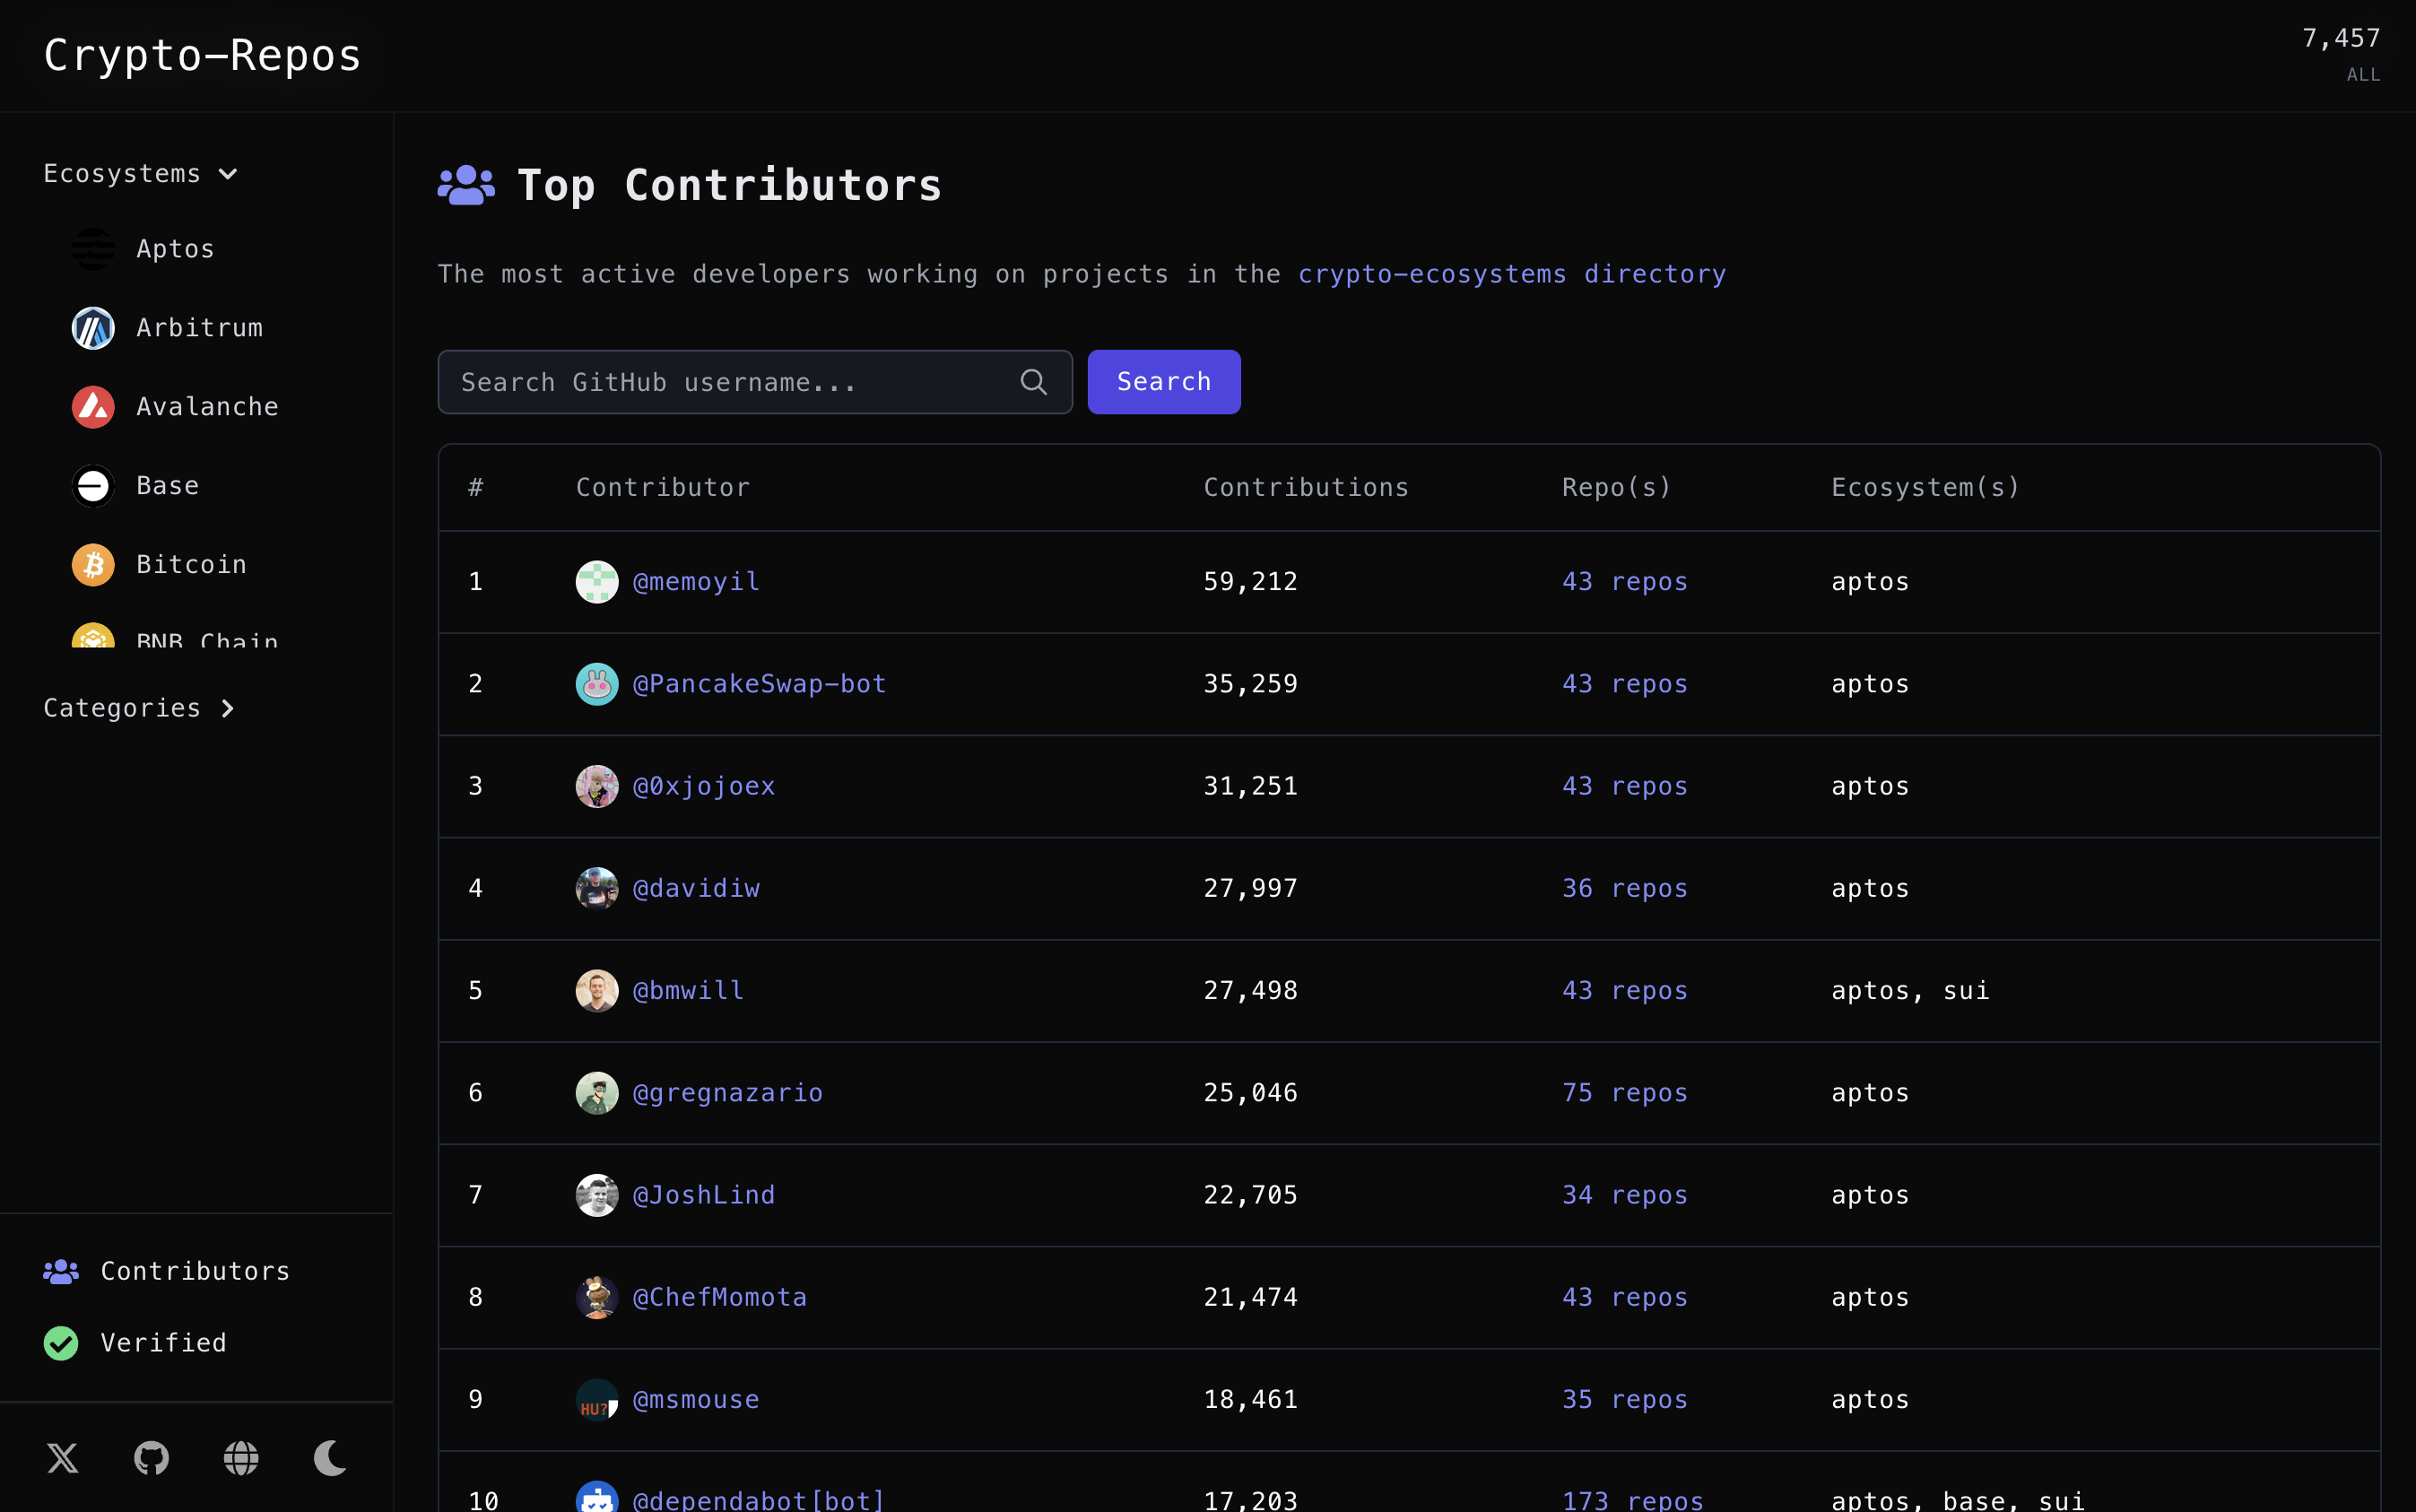 Crypto-Repos
7,457
ALL
Ecosystems
Aptos
Arbitrum
Avalanche
Base
Bitcoin
BNB Chain
Categories
Contributors
Verified
Top Contributors
The most active developers working on projects in the crypto-ecosystems directory
Search GitHub username...
Search
# Contributor Contributions Repo(s) Ecosystem(s)
1 @memoyil 59,212 43 repos aptos
2 @PancakeSwap-bot 35,259 43 repos aptos
3 @0xjojoex 31,251 43 repos aptos
4 @davidiw 27,997 36 repos aptos
5 @bmwill 27,498 43 repos aptos, sui
6 @gregnazario 25,046 75 repos aptos
7 @JoshLind 22,705 34 repos aptos
8 @ChefMomota 21,474 43 repos aptos
9 HU? @msmouse 18,461 35 repos aptos
10 @dependabot[bot] 17,203 173 repos aptos, base, sui